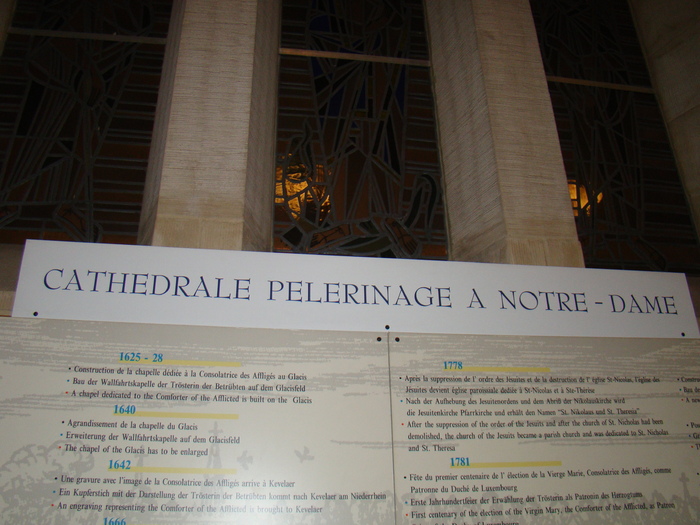 CATHEDRALE PELERINAGE A NOTRE-DAME
1625 - 28
• Construction de la chapelle dédiée à la Consolatrice des Affligés au Glacis
• Bau der Wallfahrtskapelle der Trösterin der Betrübten auf dem Glacisfeld
• A chapel dedicated to the Comforter of the Afflicted is built on the Glacis
1640
• Agrandissement de la chapelle du Glacis
• Erweiterung der Wallfahrtskapelle auf dem Glacisfeld
• The chapel of the Glacis has to be enlarged
1642
• Une gravure avec l'image de la Consolatrice des Affligés arrive à Kevelaer
• Ein Kupferstich mit der Darstellung der Trösterin der Betrübten kommt nach Kevelaer am Niederrhein
• An engraving representing the Comforter of the Afflicted is brought to Kevelaer
1666
1778
• Après la suppression de l' ordre des Jésuites et de la destruction de l' église St-Nicolas, l'église des
Jésuites devient église paroissiale dédiée à St-Nicolas et à Ste-Thérèse
• Nach der Aufhebung des Jesuitenordens und dem Abriß der Nikolauskirche wird
die Jesuitenkirche Pfarrkirche und erhält den Namen "St. Nikolaus und St. Theresia"
• After the suppression of the order of the Jesuits and after the church of St. Nicholas had been
demolished, the church of the Jesuits became a parish church and was dedicated to St. Nicholas
and St. Theresa
1781
• Fête du premier centenaire de l' élection de la Vierge Marie, Consolatrice des Affligés, comme
Patronne du Duché de Luxembourg
• Erste Jahrhundertfeier der Erwählung der Trösterin als Patronin des Herzogtums
• First centenary of the election of the Virgin Mary, the Comforter of the Afflicted, as Patron